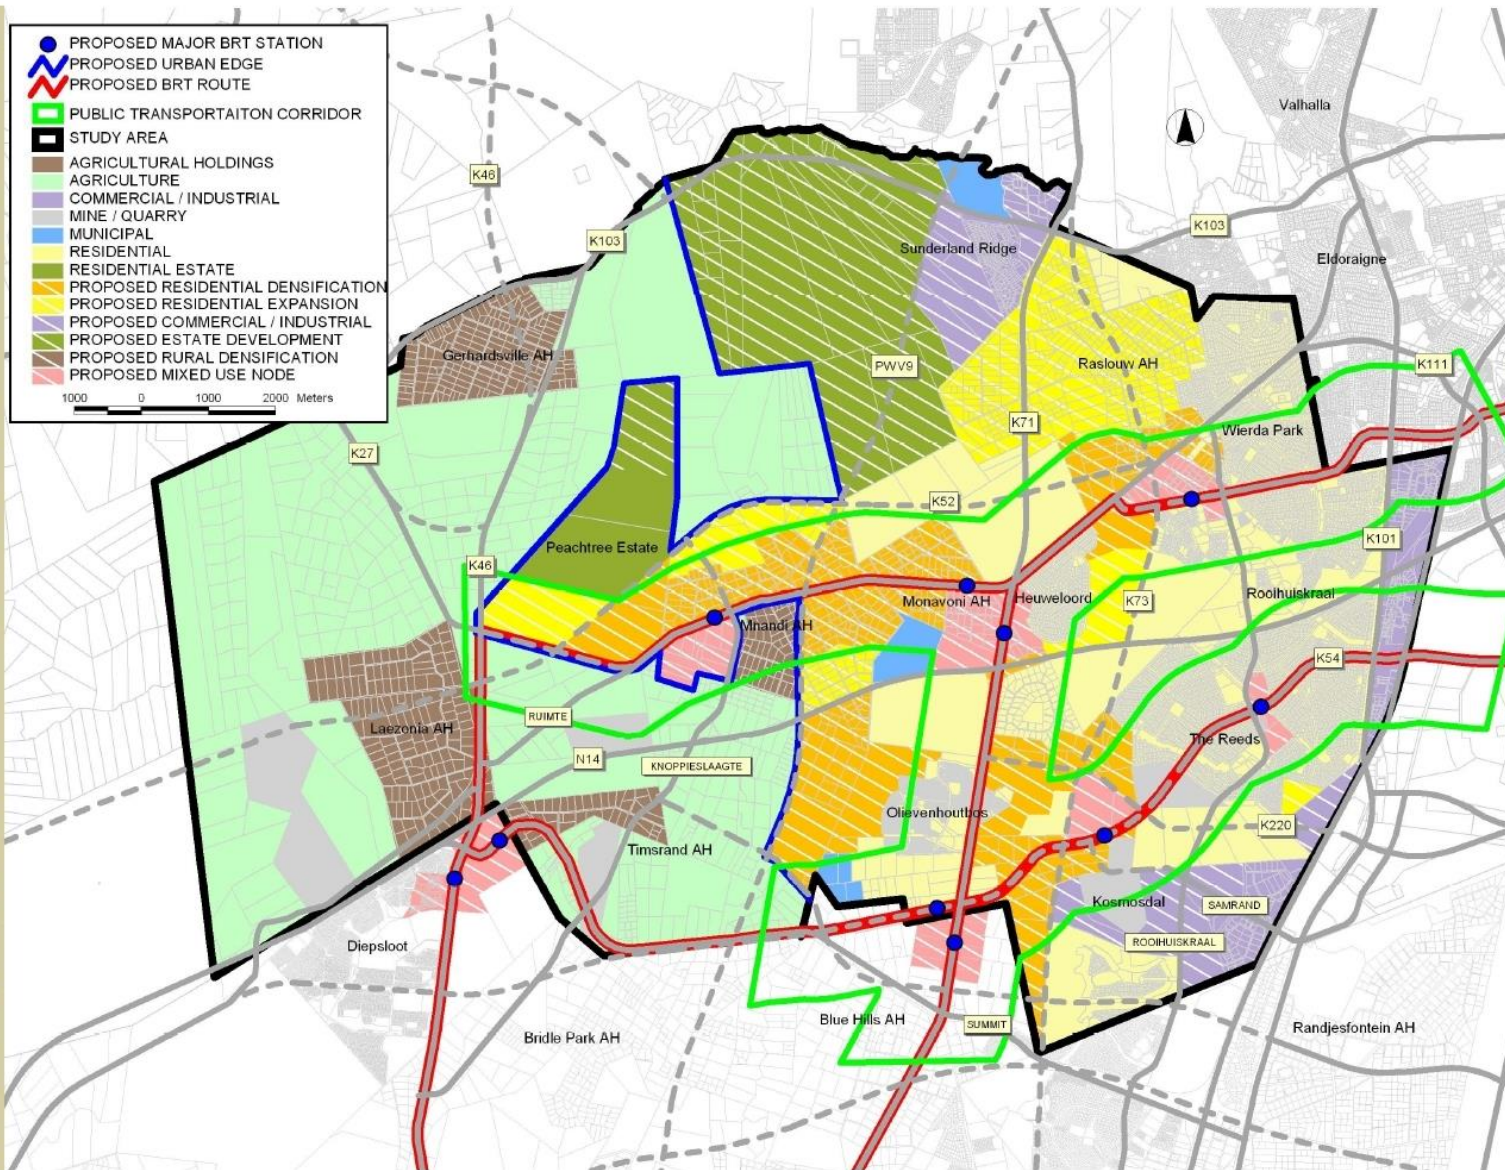 PROPOSED MAJOR BRT STATION
PROPOSED URBAN EDGE
PROPOSED BRT ROUTE
PUBLIC TRANSPORTAITON CORRIDOR
STUDY AREA
AGRICULTURAL HOLDINGS
AGRICULTURE
COMMERCIAL / INDUSTRIAL
MINE / QUARRY
MUNICIPAL
RESIDENTIAL
RESIDENTIAL ESTATE
PROPOSED RESIDENTIAL DENSIFICATION
PROPOSED RESIDENTIAL EXPANSION
PROPOSED COMMERCIAL / INDUSTRIAL
PROPOSED ESTATE DEVELOPMENT
PROPOSED RURAL DENSIFICATION
PROPOSED MIXED USE NODE
1000 0 1000 2000 Meters
Valhalla
K46
K103
K103
Sunderland Ridge
Eldoraigne
Gerhardsville AH
PWV9
Raslouw AH
K111
K71
Wierda Park
K27
K52
K101
Peachtree Estate
K46
Monavoni AH
Heuweloord
K73
Rooihuiskraal
Mnandi AH
K54
RUIMTE
Laezonia AH
The Reeds
N14
KNOPPIESLAAGTE
Olievenhoutbos
K220
Timsrand AH
Kosmosdal
SAMRAND
Diepsloot
ROOIHUISKRAAL
Blue Hills AH
SUMMIT
Randjesfontein AH
Bridle Park AH